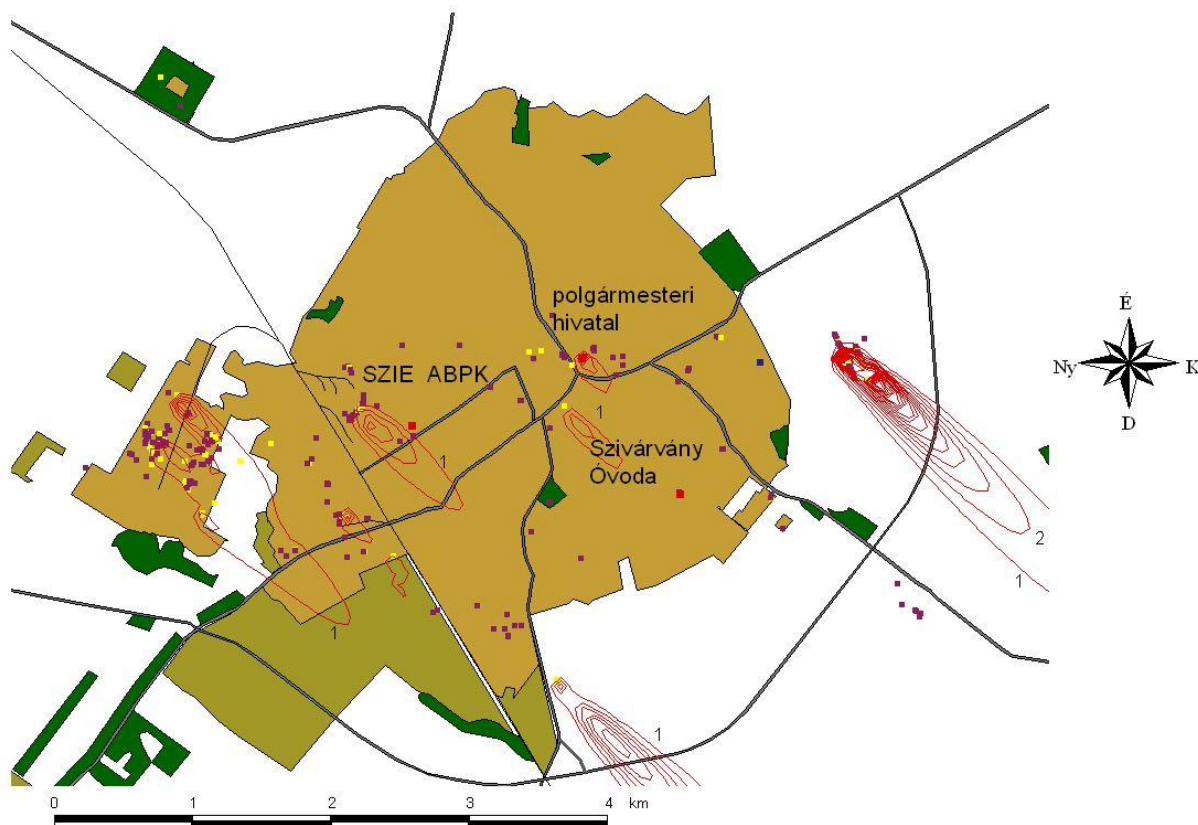 polgármesteri
hivatal
É
Ny
K
D
SZIE ABPK
1
1
Szivárvány
Óvoda
2
1
1
1
0
1
2
3
4
km